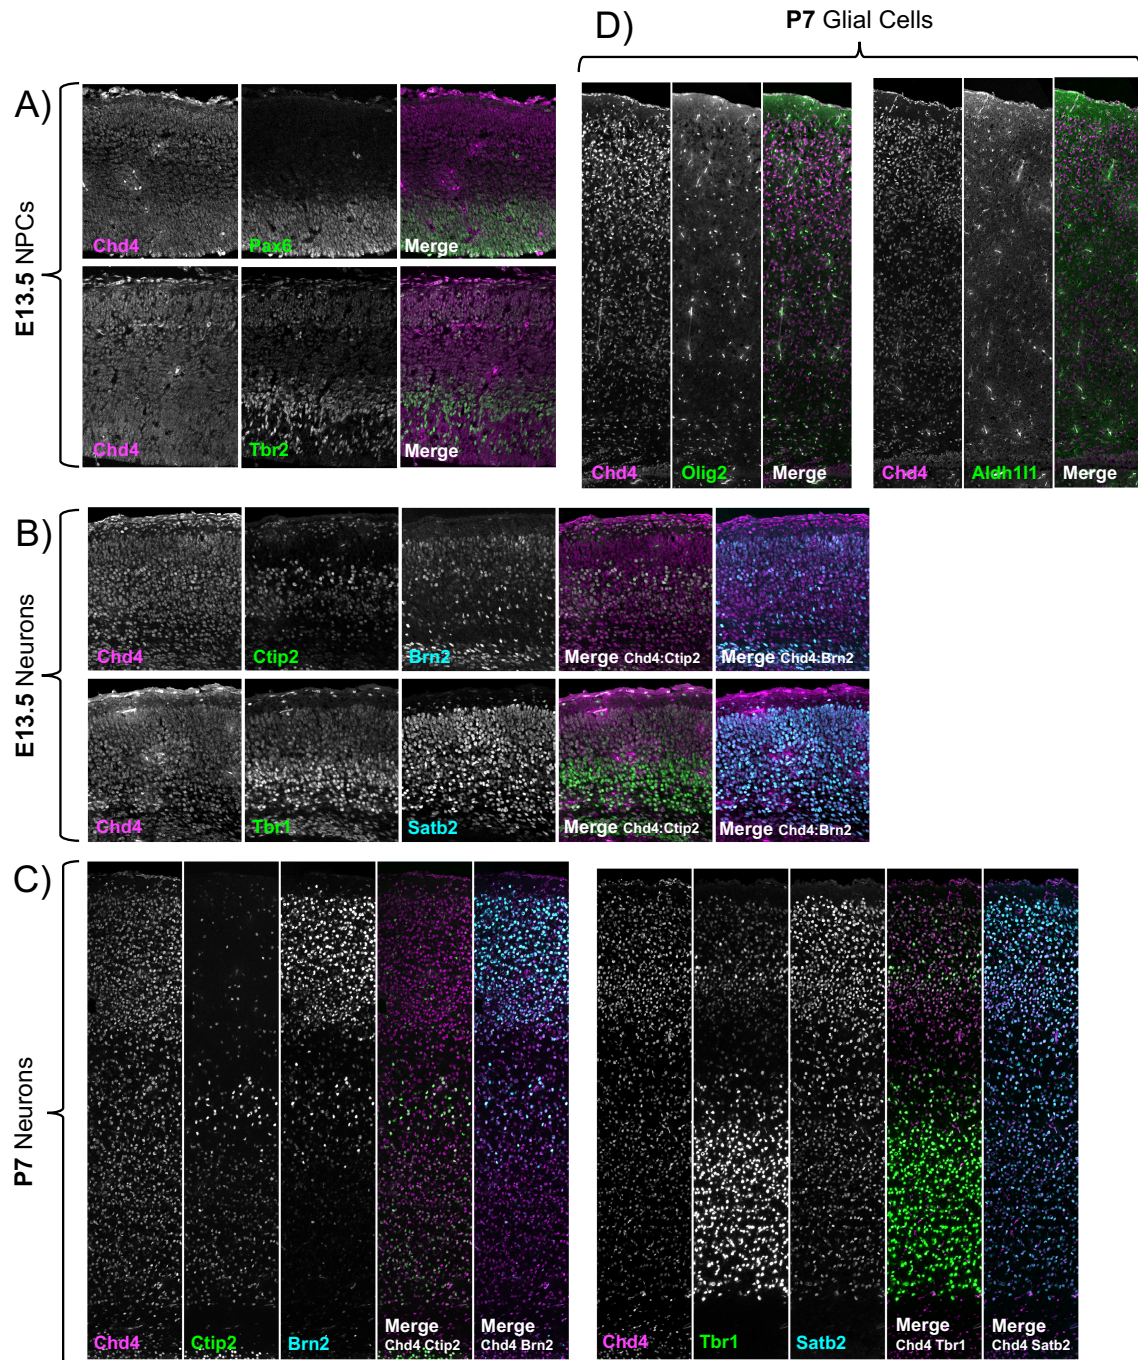 D)
P7 Glial Cells
A)
E13.5 NPCs
Chd4
Pax6
Merge
Chd4
Tbr2
Merge
Chd4
Olig2
Merge
Chd4
Aldh1l1
Merge
B)
E13.5 Neurons
Chd4
Ctip2
Brn2
Merge Chd4:Ctip2
Merge Chd4:Brn2
E13.5 Neurons
Chd4
Tbr1
Satb2
Merge Chd4:Ctip2
Merge Chd4:Brn2
C)
P7 Neurons
Chd4
Ctip2
Brn2
Merge
Chd4 Ctip2
Merge
Chd4 Brn2
Chd4
Tbr1
Satb2
Merge
Chd4 Tbr1
Merge
Chd4 Satb2